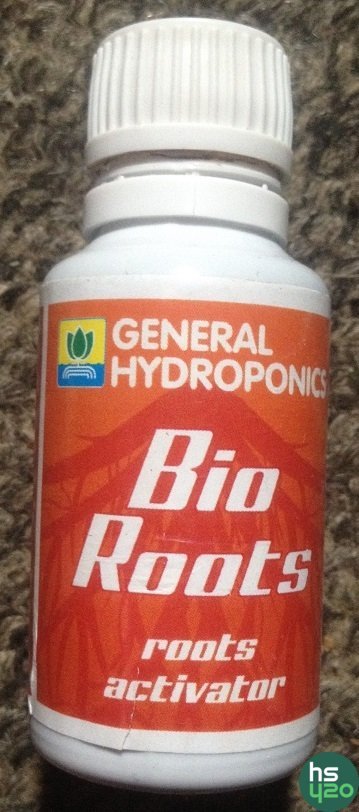 GENERAL
HYDROPONICS
Bio
Roots
roots
activator
hs
420